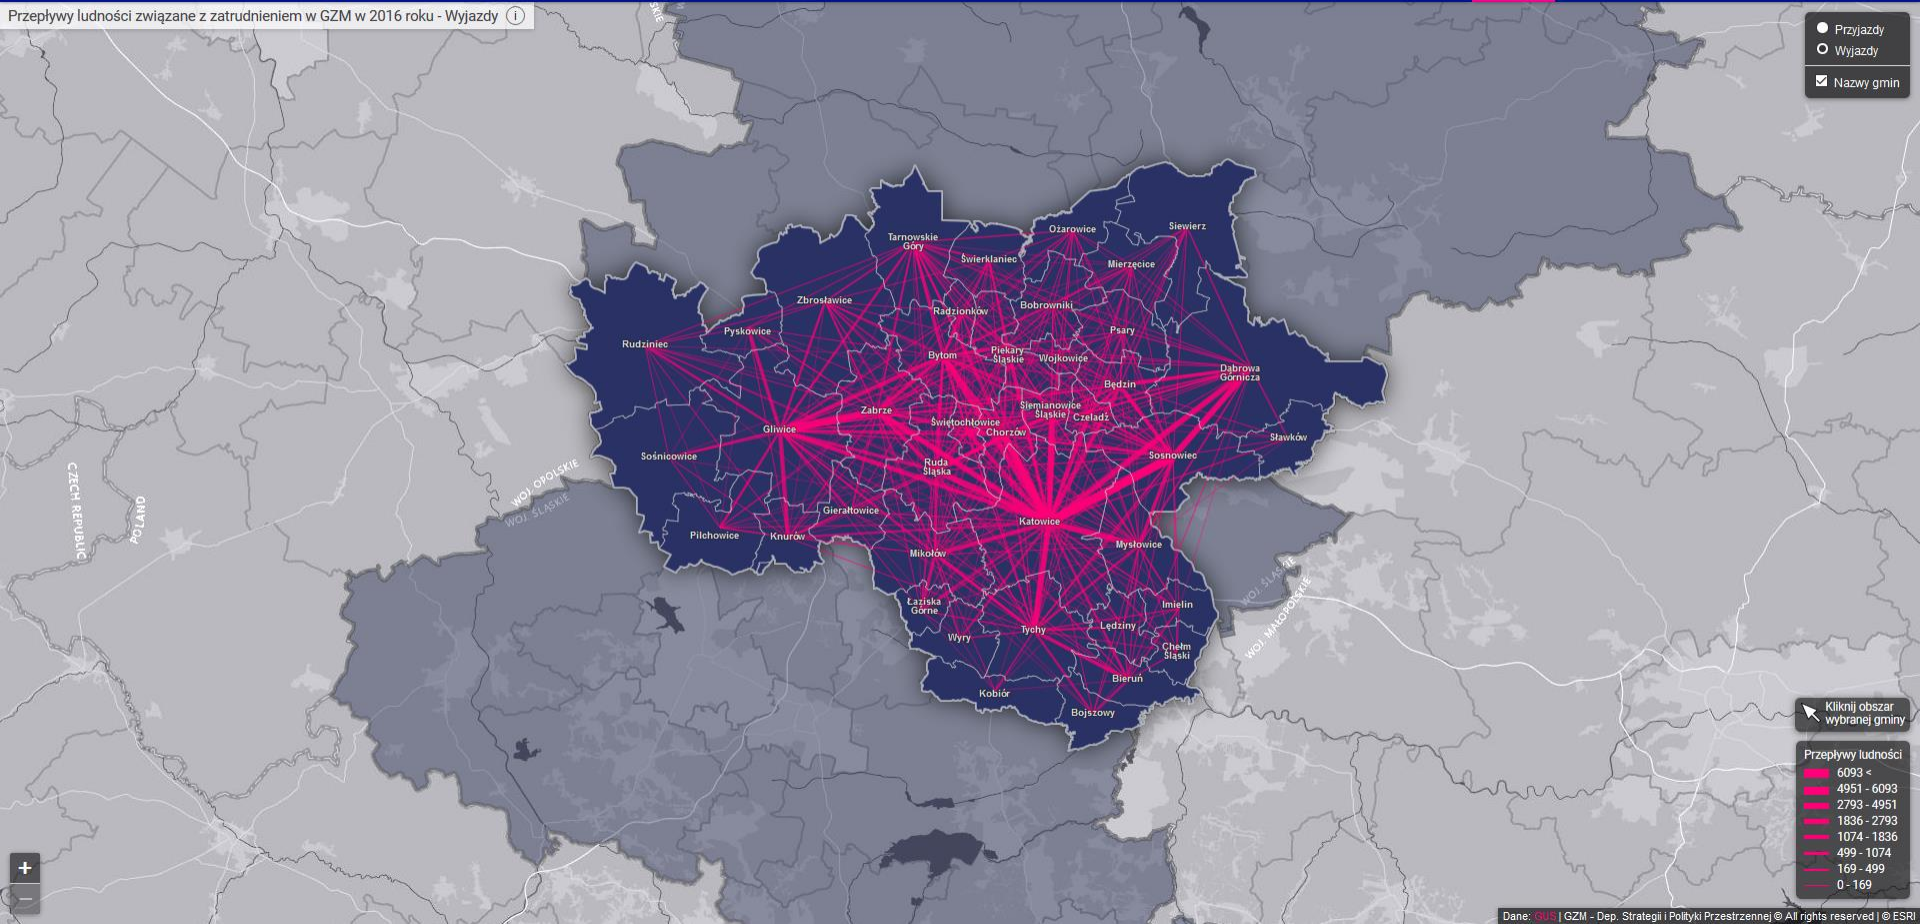 Przepływy ludności związane z zatrudnieniem w GZM w 2016 roku - Wyjazdy i
Przyjazdy
Wyjazdy
Nazwy gmin
Siewierz
Ożarowice
Tarnowskie
Góry
Świerklaniec
Mierzęcice
Zbrosławice
Bobrowniki
Radzionków
Pyskowice
Psary
Rudziniec
Bytom
Piekary
Śląskie
Wojkowice
Dąbrowa
Górnicza
Będzin
Zabrze
Siemianowice
Śląskie
Czeladź
Świętochłowice
Chorzów
Gliwice
Sławków
Sośnicowice
Sosnowiec
Ruda
Śląska
CZECH REPUBLIC
POLAND
WOJ. OPOLSKIE
WOJ. ŚLĄSKIE
Gierałtowice
Katowice
Pilchowice
Knurów
Mysłowice
Mikołów
WOJ. ŚLĄSKIE
WOJ. MAŁOPOLSKIE
Łaziska
Górne
Imielin
Tychy
Lędziny
Wyry
Chełm
Śląski
Bieruń
Kobiór
Bojszowy
Kliknij obszar
wybranej gminy
Przepływy ludności
6093 <
4951 - 6093
2793 - 4951
1836 - 2793
1074 - 1836
499 - 1074
169 - 499
0 - 169
+
−
Dane: GUS | GZM - Dep. Strategii i Polityki Przestrzennej © All rights reserved | © ESRI